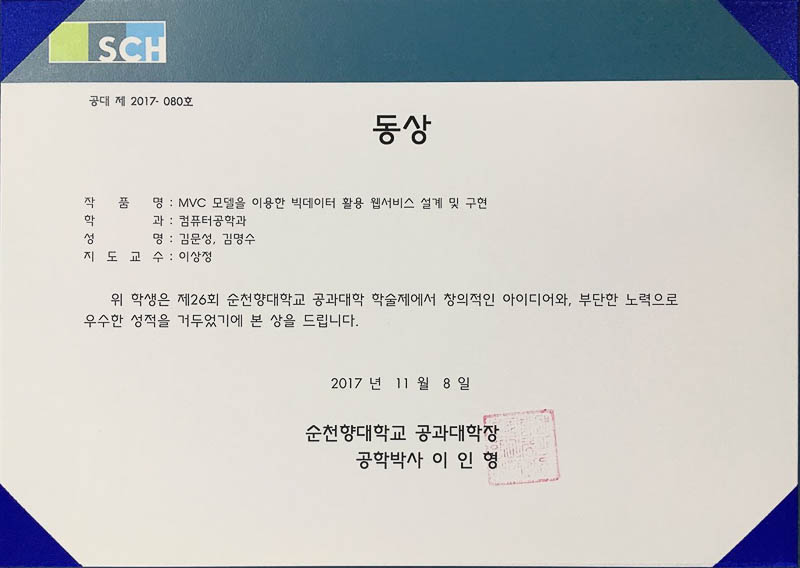 SCH
공대 제 2017- 080호
동상
작 품 명 : MVC 모델을 이용한 빅데이터 활용 웹서비스 설계 및 구현
학 과 : 컴퓨터공학과
성 명 : 김문성, 김명수
지 도 교 수 : 이상정
위 학생은 제26회 순천향대학교 공과대학 학술제에서 창의적인 아이디어와, 부단한 노력으로
우수한 성적을 거두었기에 본 상을 드립니다.
2017 년 11 월 8 일
순천향대학교 공과대학장
공학박사 이 인 형